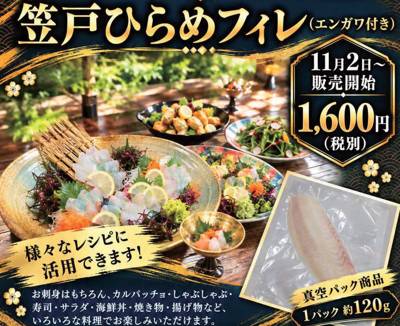 笠戸ひらめフィレ(エンガワ付き)
11月2日〜
販売開始
1,600円
(税別)
様々なレシピに
活用できます!
お刺身はもちろん、カルパッチョ・しゃぶしゃぶ・
寿司・サラダ・海鮮丼・焼き物・揚げ物など、
いろいろな料理でお楽しみいただけます。
真空パック商品
1パック 約120g